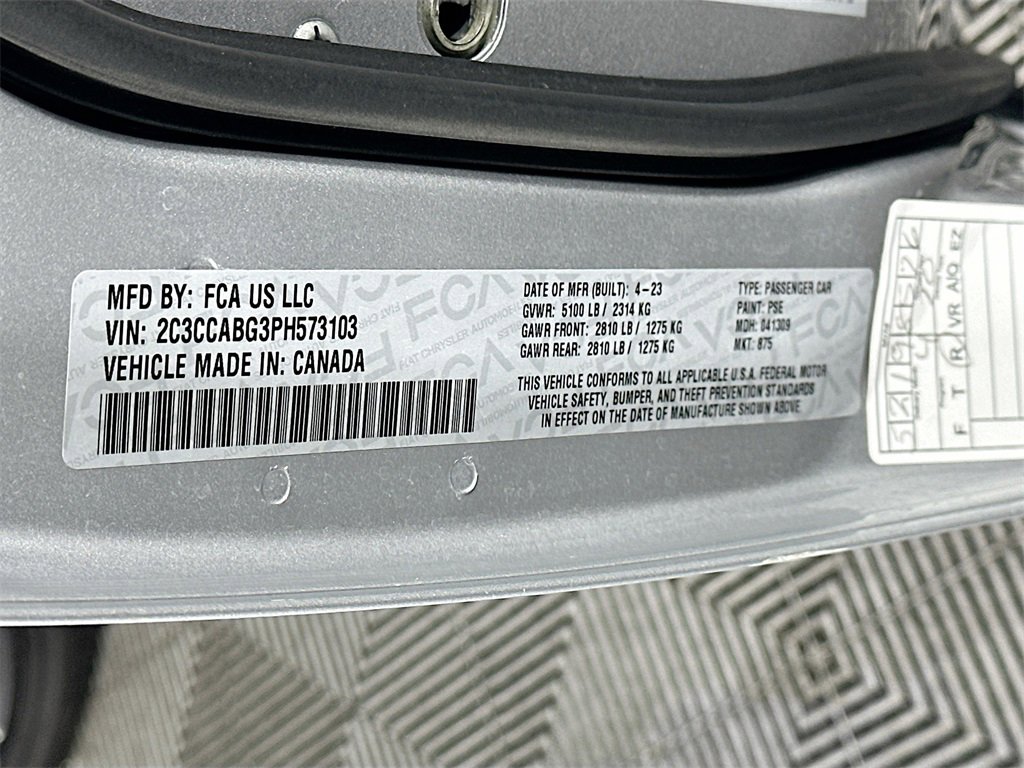 MFD BY: FCA US LLC
VIN: 2C3CCABG3PH573103
VEHICLE MADE IN: CANADA
DATE OF MFR (BUILT): 4-23
GVWR: 5100 LB / 2314 KG
GAWR FRONT: 2810 LB / 1275 KG
GAWR REAR: 2810 LB / 1275 KG
TYPE: PASSENGER CAR
PAINT: PSE
MDH: 041309
MKT: 875
THIS VEHICLE CONFORMS TO ALL APPLICABLE U.S.A. FEDERAL MOTOR
VEHICLE SAFETY, BUMPER, AND THEFT PREVENTION STANDARDS
IN EFFECT ON THE DATE OF MANUFACTURE SHOWN ABOVE
F T R VR AIQ EZ